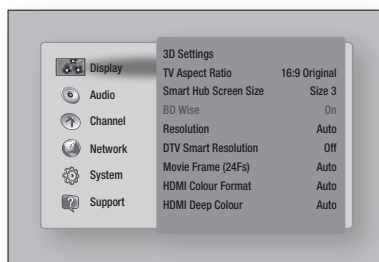 Display
Audio
Channel
Network
System
Support
3D Settings
TV Aspect Ratio 16:9 Original
Smart Hub Screen Size Size 3
BD Wise On
Resolution Auto
DTV Smart Resolution Off
Movie Frame (24Fs) Auto
HDMI Colour Format Auto
HDMI Deep Colour Auto